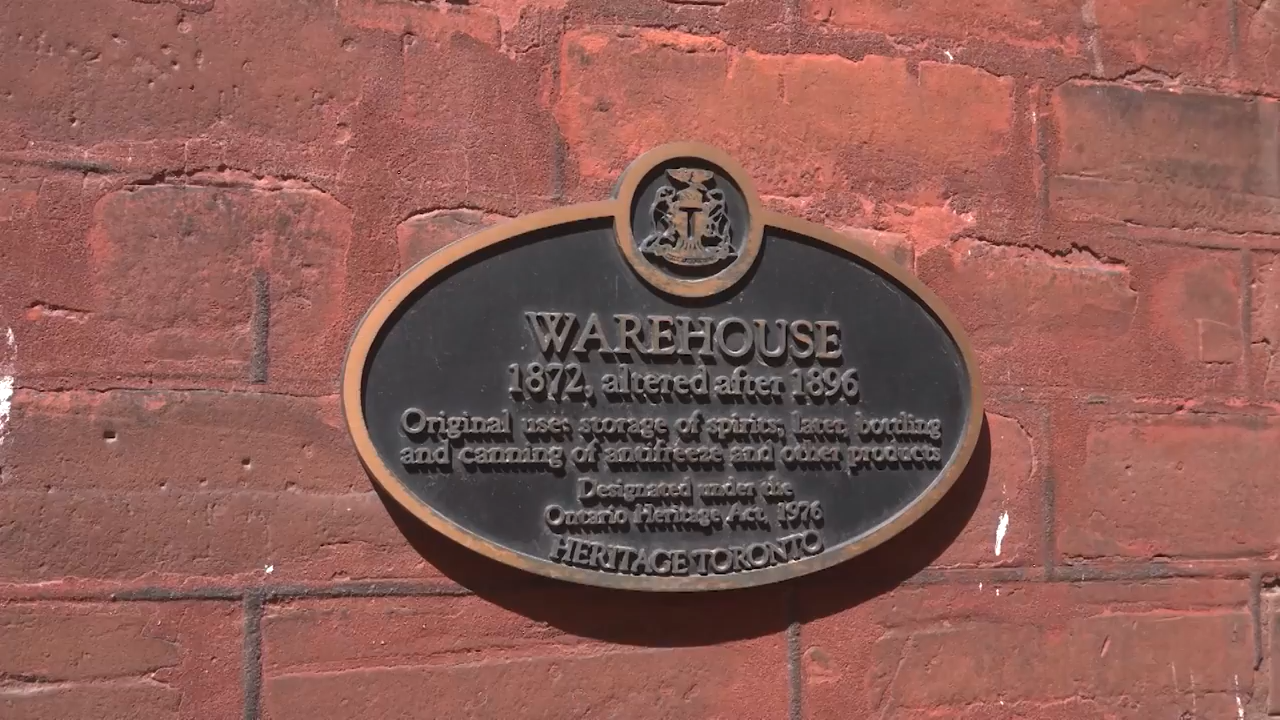 WAREHOUSE
1872, altered after 1896
Original use: storage of spirits; later, bottling
and canning of antifreeze and other products
Designated under the
Ontario Heritage Act, 1976
HERITAGE TORONTO